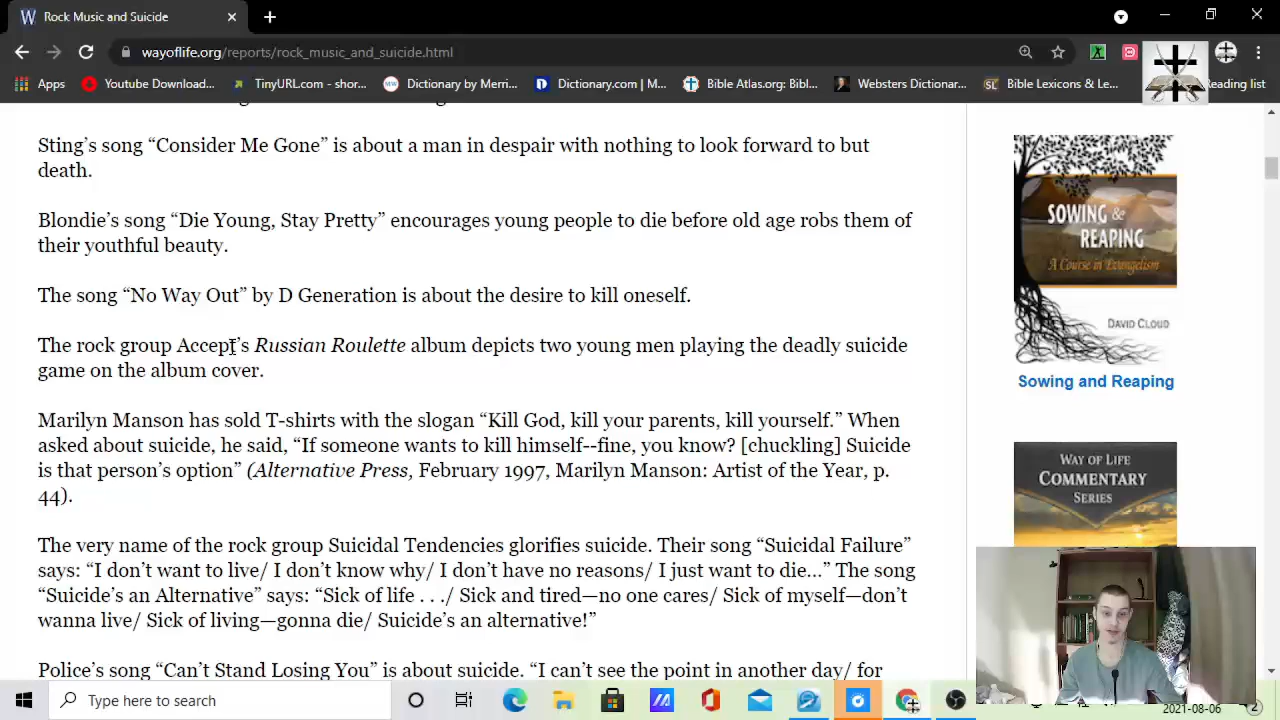 Rock Music and Suicide
wayoflife.org/reports/rock_music_and_suicide.html
Apps
Youtube Download...
TinyURL.com - shor...
Dictionary by Merri...
Dictionary.com | M...
Bible Atlas.org: Bibl...
Webster's Dictionar...
Bible Lexicons & Le...
Reading list
Sting’s song “Consider Me Gone” is about a man in despair with nothing to look forward to but
death.
Blondie’s song “Die Young, Stay Pretty” encourages young people to die before old age robs them of
their youthful beauty.
The song “No Way Out” by D Generation is about the desire to kill oneself.
The rock group Accept’s Russian Roulette album depicts two young men playing the deadly suicide
game on the album cover.
Marilyn Manson has sold T-shirts with the slogan “Kill God, kill your parents, kill yourself.” When
asked about suicide, he said, “If someone wants to kill himself--fine, you know? [chuckling] Suicide
is that person’s option” (Alternative Press, February 1997, Marilyn Manson: Artist of the Year, p.
44).
The very name of the rock group Suicidal Tendencies glorifies suicide. Their song “Suicidal Failure”
says: “I don’t want to live/ I don’t know why/ I don’t have no reasons/ I just want to die…” The song
“Suicide’s an Alternative” says: “Sick of life . . ./ Sick and tired—no one cares/ Sick of myself—don’t
wanna live/ Sick of living—gonna die/ Suicide’s an alternative!”
Police’s song “Can’t Stand Losing You” is about suicide. “I can’t see the point in another day/ for
SOWING &
REAPING
A Course in Evangelism
DAVID CLOUD
Sowing and Reaping
WAY OF LIFE
COMMENTARY
SERIES
Type here to search
2021-08-06
2